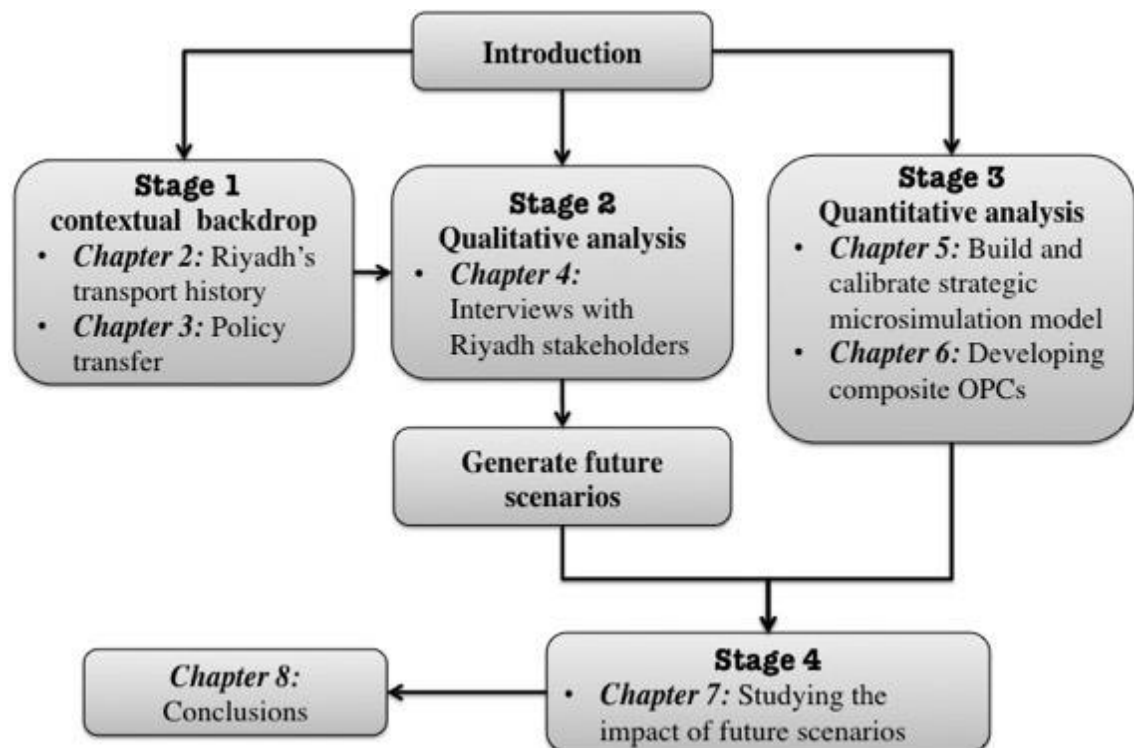 Introduction
Stage 1
contextual backdrop
• Chapter 2: Riyadh's
transport history
• Chapter 3: Policy
transfer
Stage 2
Qualitative analysis
• Chapter 4:
Interviews with
Riyadh stakeholders
Stage 3
Quantitative analysis
• Chapter 5: Build and
calibrate strategic
microsimulation model
• Chapter 6: Developing
composite OPCs
Generate future
scenarios
Stage 4
• Chapter 7: Studying the
impact of future scenarios
Chapter 8:
Conclusions